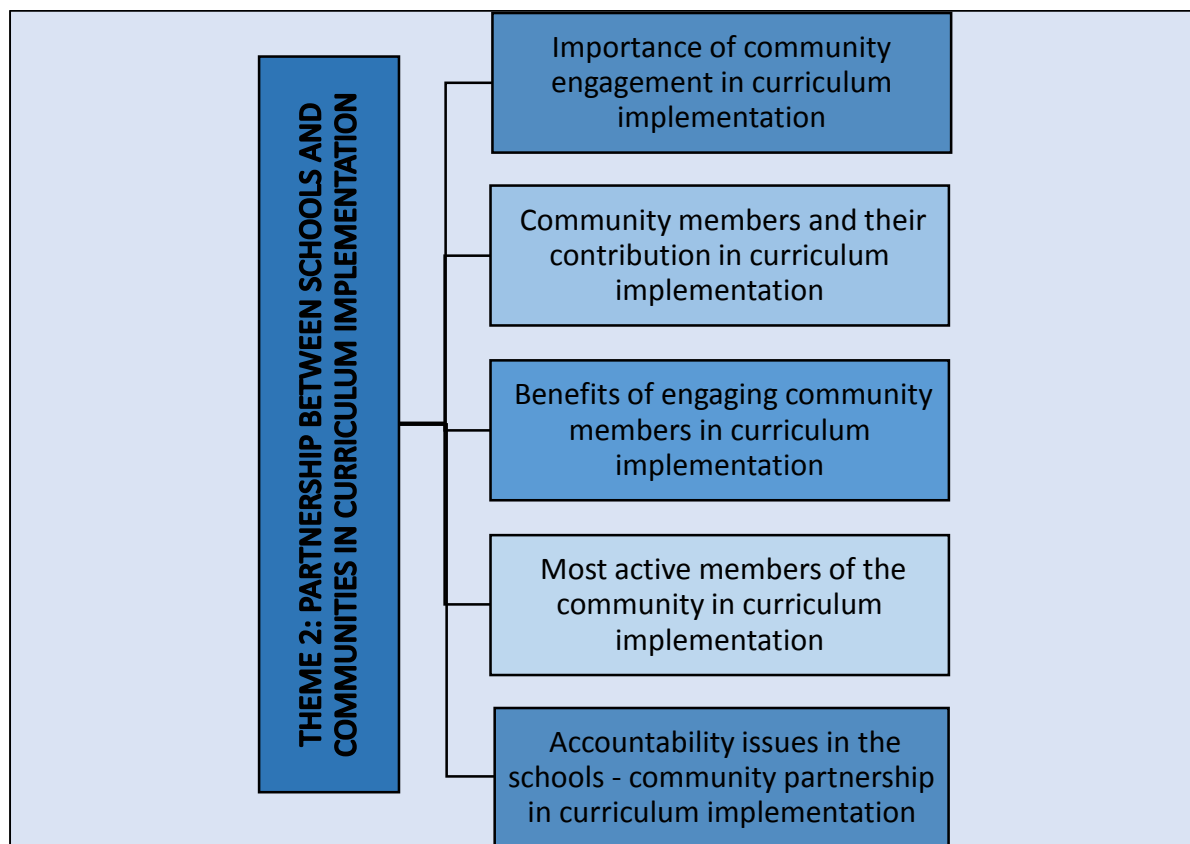 THEME 2: PARTNERSHIP BETWEEN SCHOOLS AND
COMMUNITIES IN CURRICULUM IMPLEMENTATION
Importance of community
engagement in curriculum
implementation
Community members and their
contribution in curriculum
implementation
Benefits of engaging community
members in curriculum
implementation
Most active members of the
community in curriculum
implementation
Accountability issues in the
schools - community partnership
in curriculum implementation